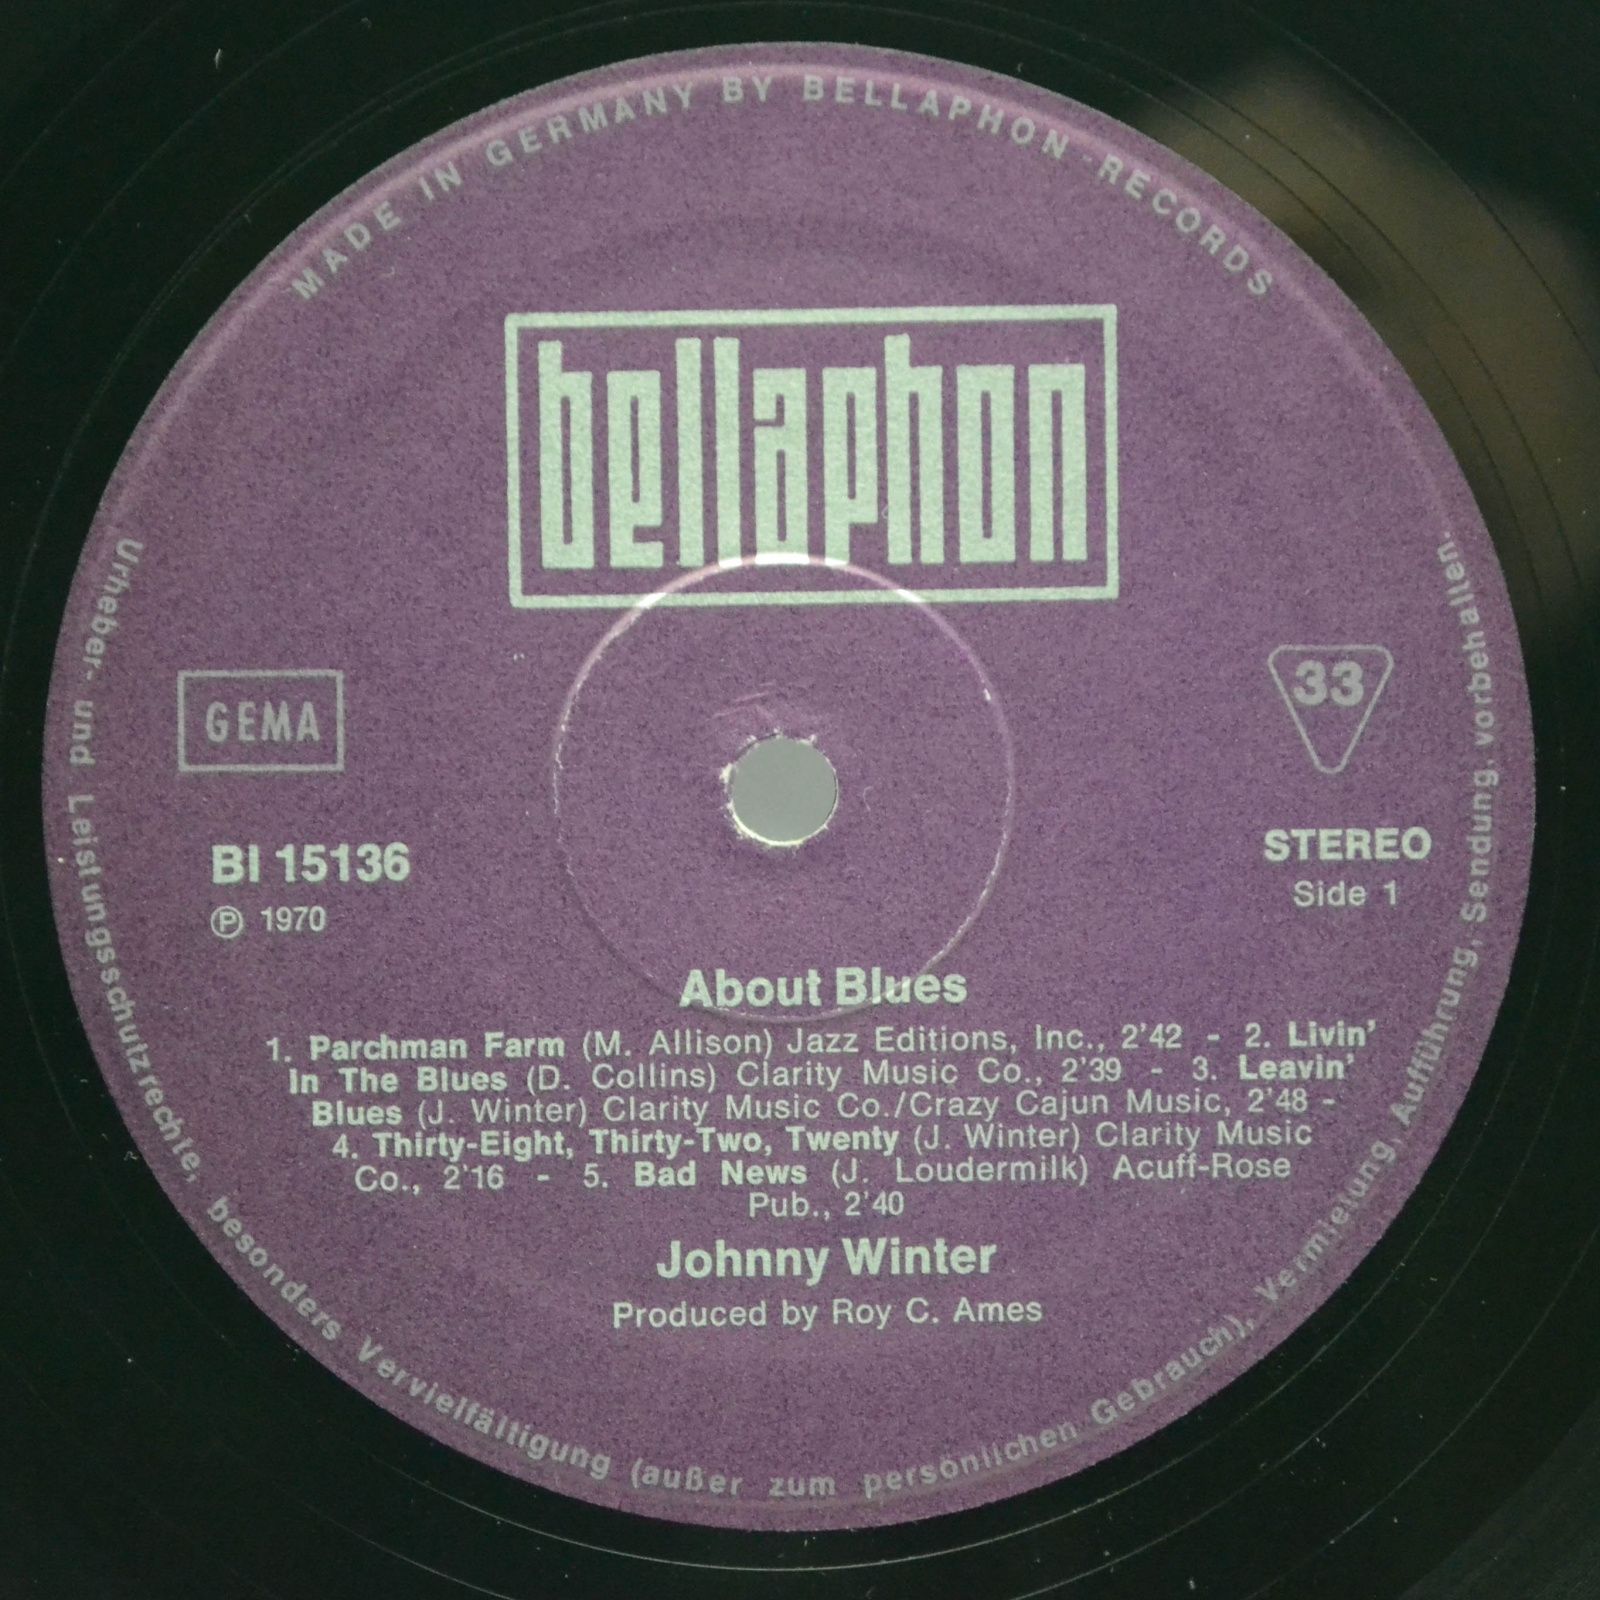 MADE IN GERMANY BY BELLAPHON-RECORDS
bellaphon
GEMA
33
BI 15136
Ⓟ 1970
STEREO
Side 1
About Blues
1. Parchman Farm (M. Allison) Jazz Editions, Inc., 2'42 - 2. Livin'
In The Blues (D. Collins) Clarity Music Co., 2'39 - 3. Leavin'
Blues (J. Winter) Clarity Music Co./Crazy Cajun Music, 2'48 -
4. Thirty-Eight, Thirty-Two, Twenty (J. Winter) Clarity Music
Co., 2'16 - 5. Bad News (J. Loudermilk) Acuff-Rose
Pub., 2'40
Johnny Winter
Produced by Roy C. Ames
Urheber- und Leistungsschutzrechte, besonders Vervielfältigung (außer zum persönlichen Gebrauch), Vermietung, Aufführung, Sendung, vorbehalten.